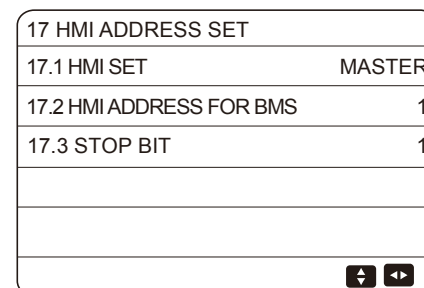 17 HMI ADDRESS SET
17.1 HMI SET MASTER
17.2 HMI ADDRESS FOR BMS 1
17.3 STOP BIT 1